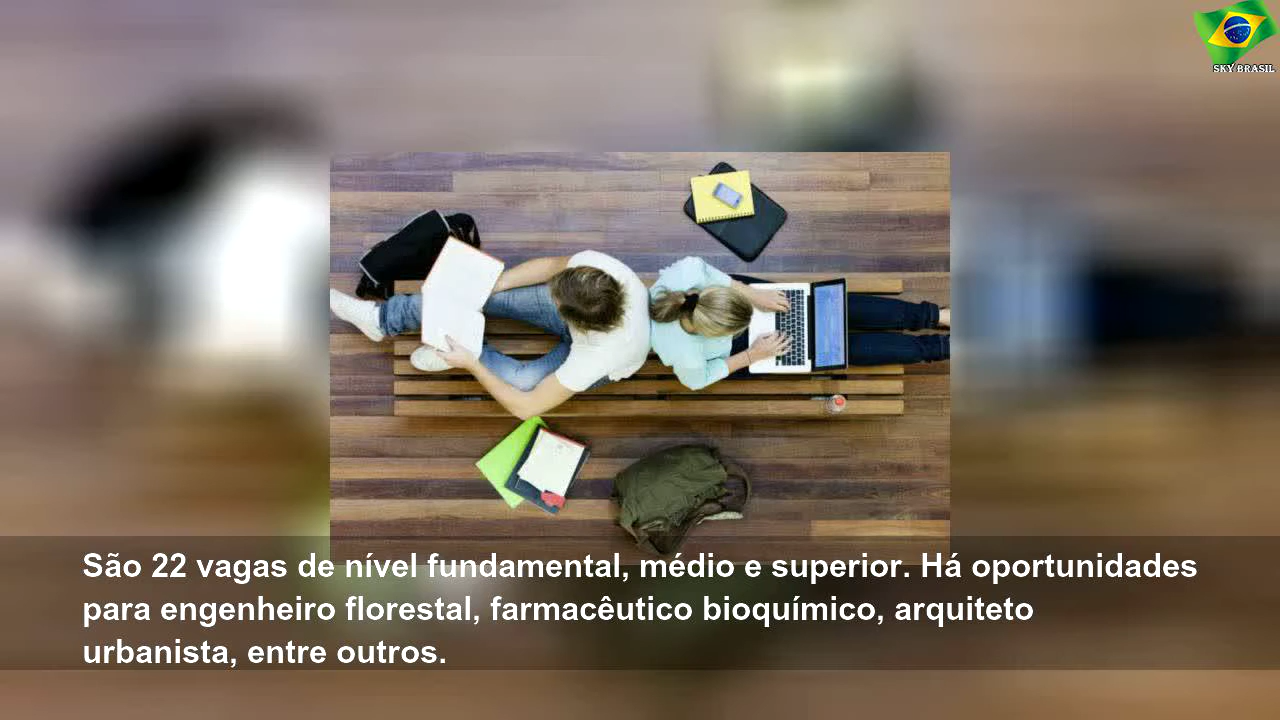 SKY BRASIL
São 22 vagas de nível fundamental, médio e superior. Há oportunidades
para engenheiro florestal, farmacêutico bioquímico, arquiteto
urbanista, entre outros.